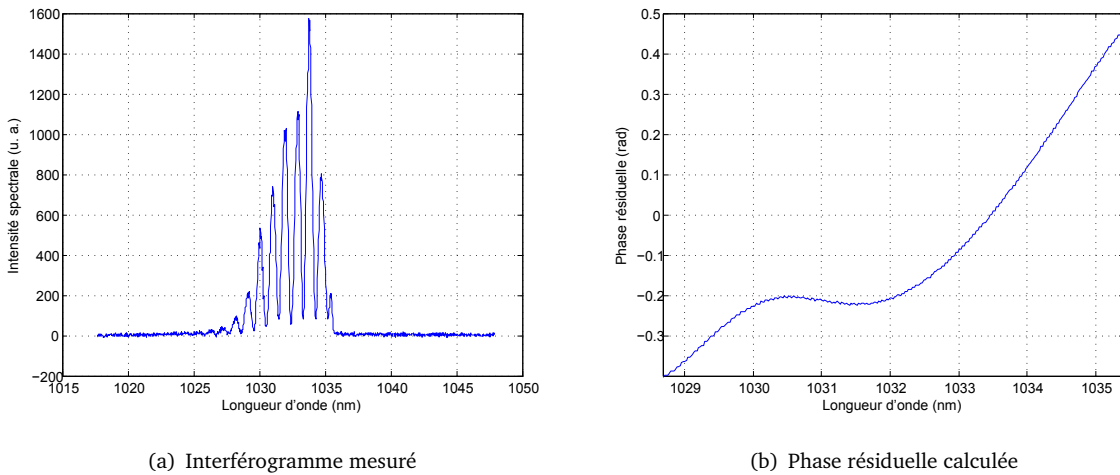 1600
1400
1200
1000
800
600
400
200
0
−200
1015 1020 1025 1030 1035 1040 1045 1050
Longueur d'onde (nm)
Intensité spectrale (u. a.)
(a) Interférogramme mesuré
0.5
0.4
0.3
0.2
0.1
0
−0.1
−0.2
−0.3
−0.4
1029 1030 1031 1032 1033 1034 1035
Longueur d'onde (nm)
Phase résiduelle (rad)
(b) Phase résiduelle calculée